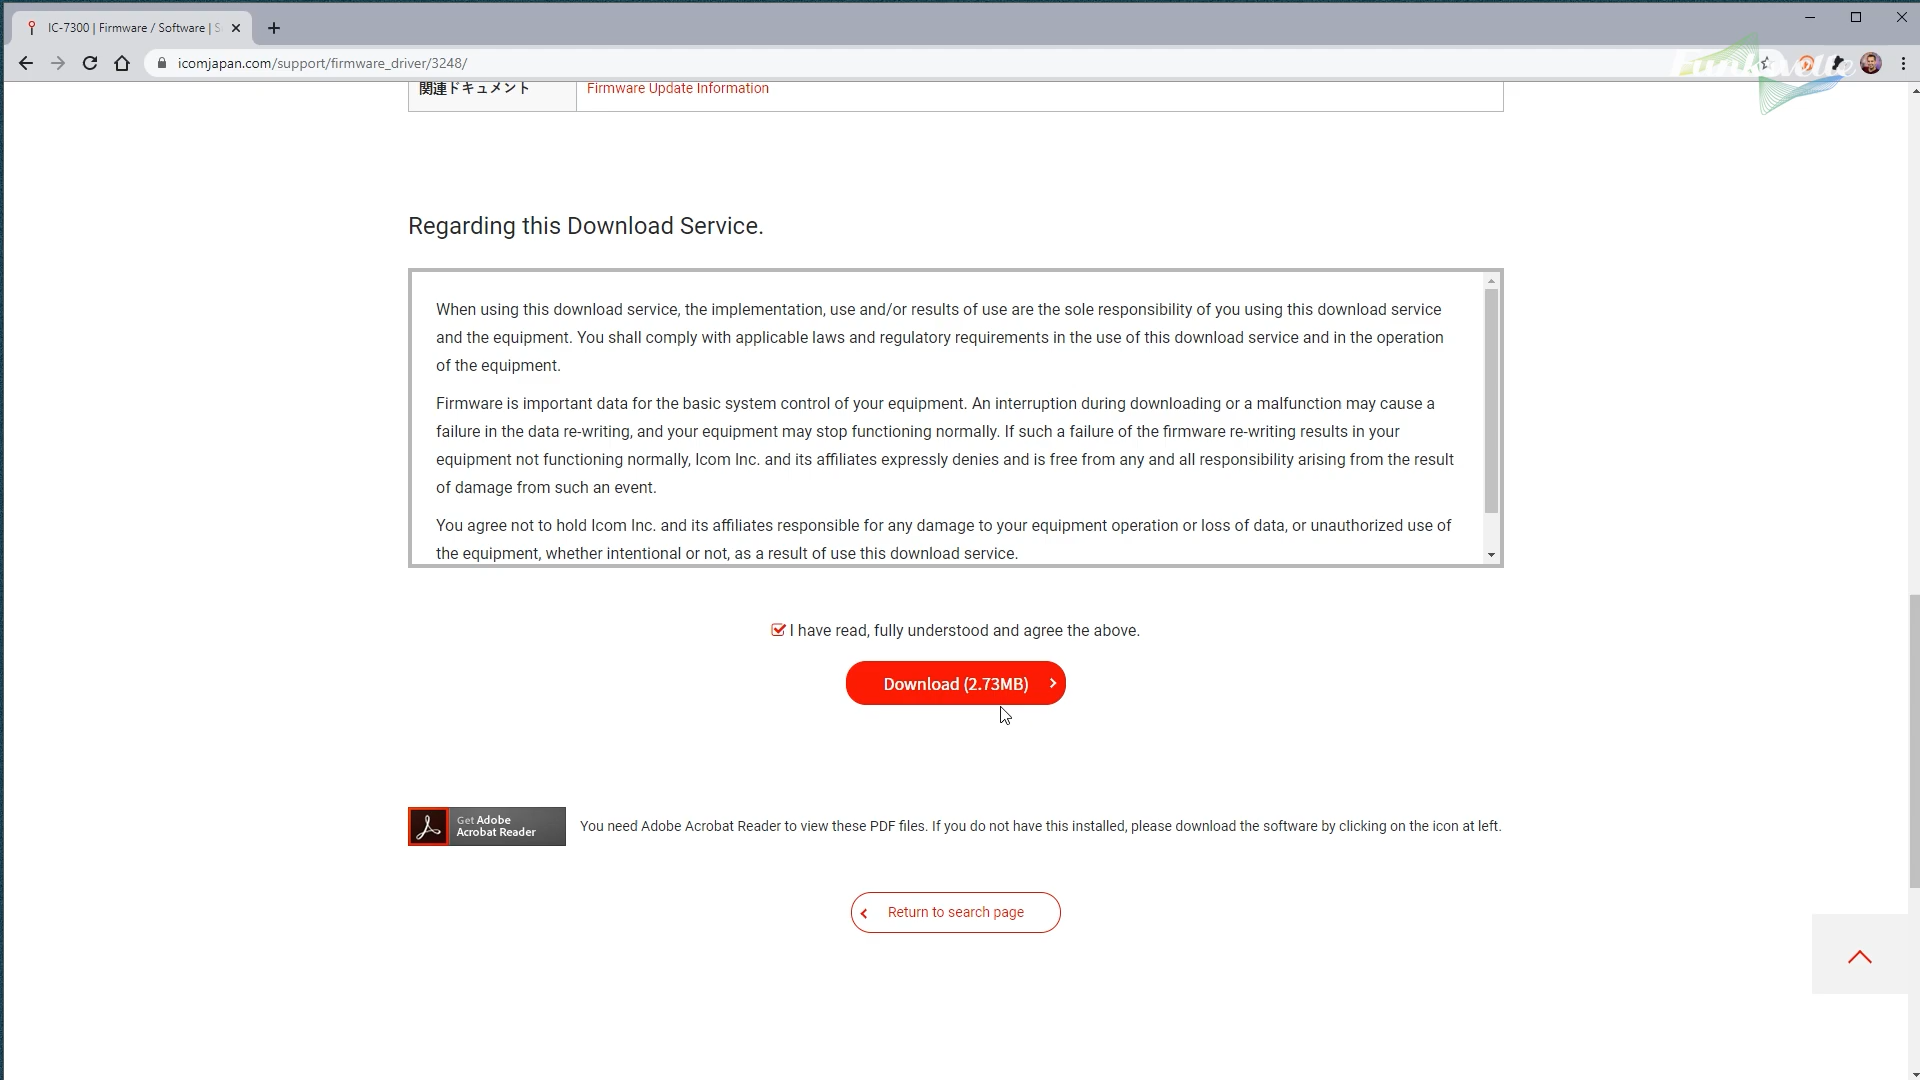 IC-7300 | Firmware / Software | S
icomjapan.com/support/firmware_driver/3248/
Funkwelle
関連ドキュメント
Firmware Update Information
Regarding this Download Service.
When using this download service, the implementation, use and/or results of use are the sole responsibility of you using this download service
and the equipment. You shall comply with applicable laws and regulatory requirements in the use of this download service and in the operation
of the equipment.
Firmware is important data for the basic system control of your equipment. An interruption during downloading or a malfunction may cause a
failure in the data re-writing, and your equipment may stop functioning normally. If such a failure of the firmware re-writing results in your
equipment not functioning normally, Icom Inc. and its affiliates expressly denies and is free from any and all responsibility arising from the result
of damage from such an event.
You agree not to hold Icom Inc. and its affiliates responsible for any damage to your equipment operation or loss of data, or unauthorized use of
the equipment, whether intentional or not, as a result of use this download service.
I have read, fully understood and agree the above.
Download (2.73MB)
Get Adobe
Acrobat Reader
You need Adobe Acrobat Reader to view these PDF files. If you do not have this installed, please download the software by clicking on the icon at left.
Return to search page